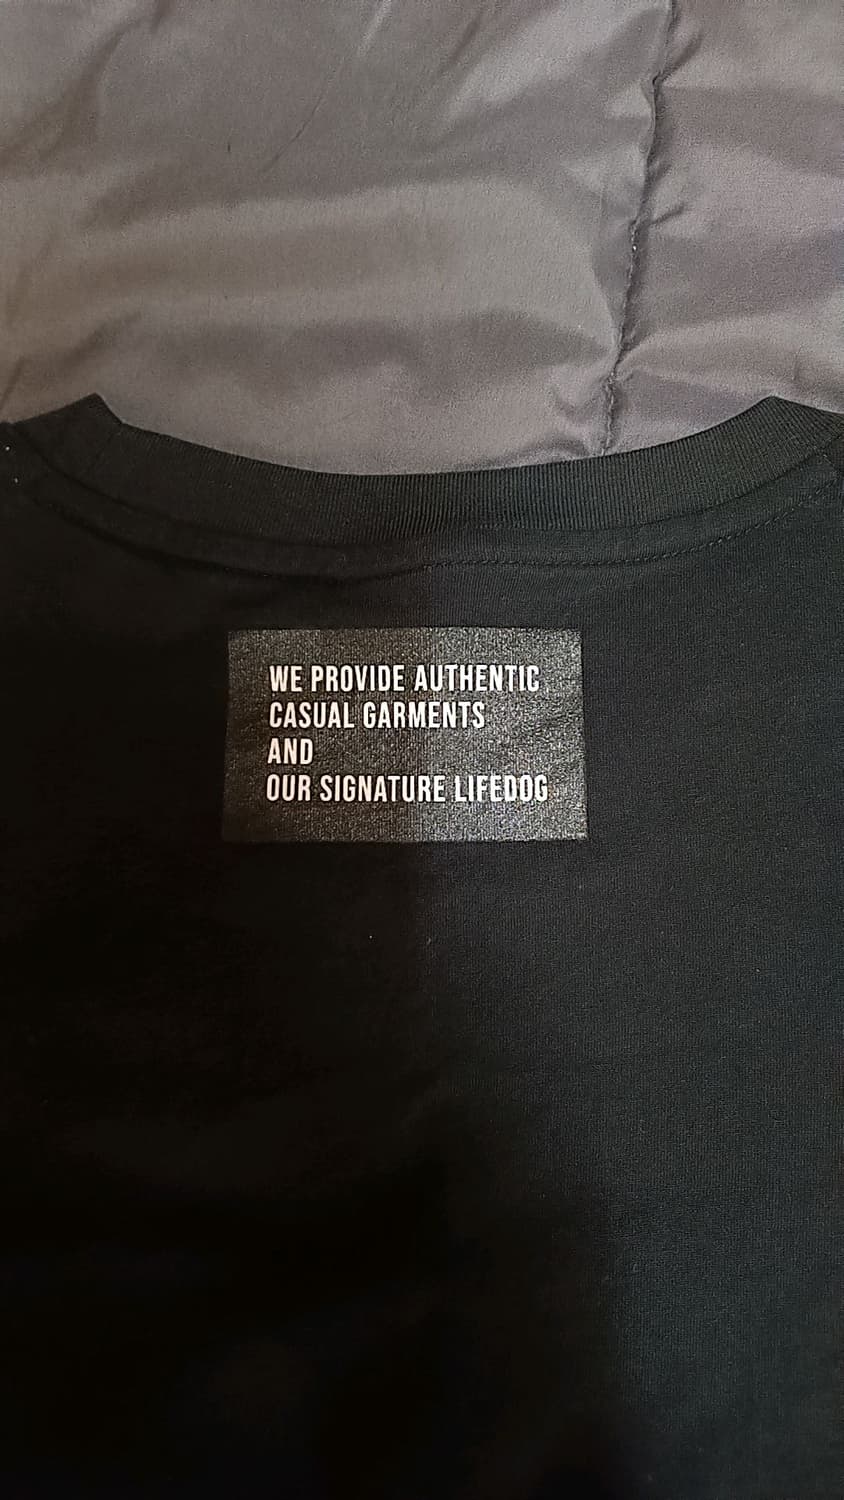 WE PROVIDE AUTHENTIC
CASUAL GARMENTS
AND
OUR SIGNATURE LIFEDOG